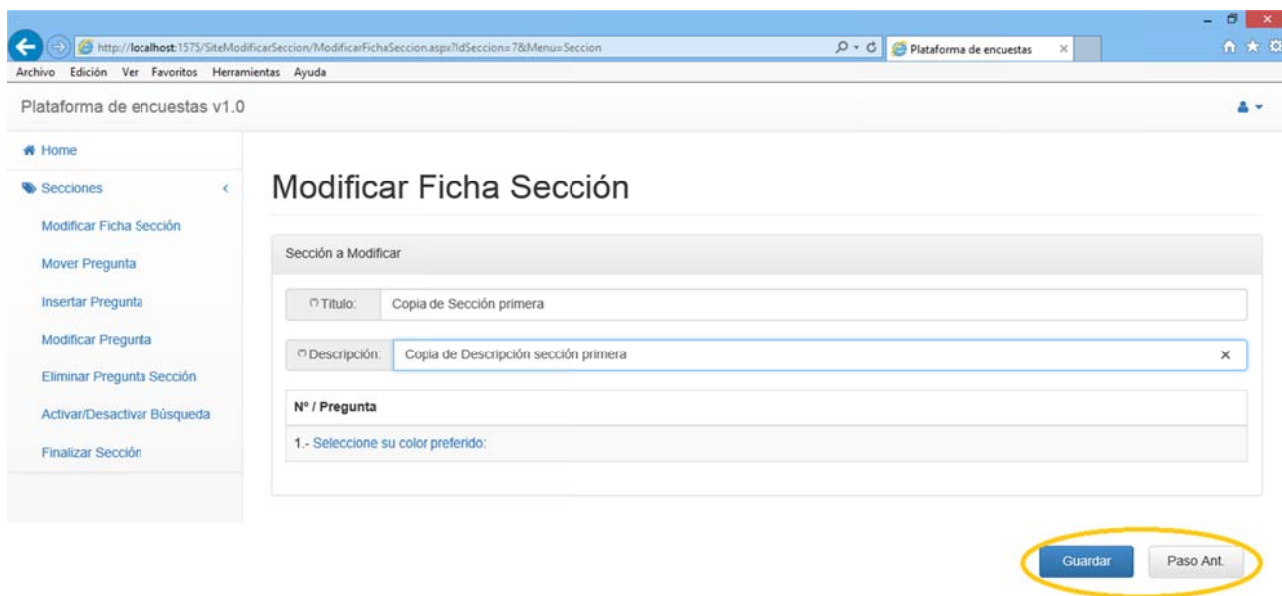 http://localhost:1575/SiteModificarSeccion/ModificarFichaSeccion.aspx?idSeccion=7&Menu=Seccion
Plataforma de encuestas
Archivo Edición Ver Favoritos Herramientas Ayuda
Plataforma de encuestas v1.0
Home
Secciones
Modificar Ficha Sección
Mover Pregunta
Insertar Pregunta
Modificar Pregunta
Eliminar Pregunta Sección
Activar/Desactivar Búsqueda
Finalizar Sección
Modificar Ficha Sección
Sección a Modificar
Titulo: Copia de Sección primera
Descripción: Copia de Descripción sección primera
Nº / Pregunta
1.- Seleccione su color preferido:
Guardar Paso Ant.